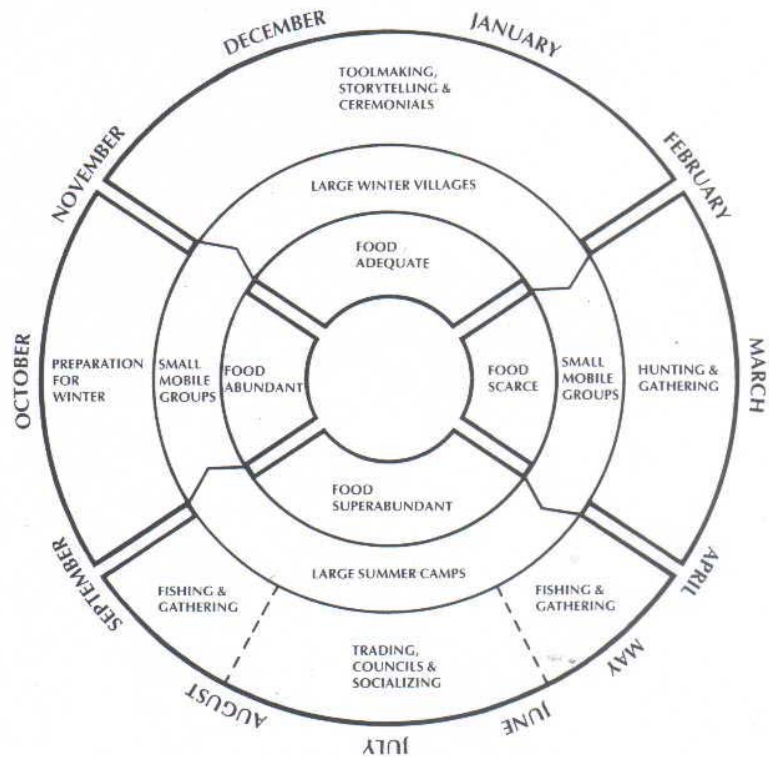 DECEMBER
JANUARY
FEBRUARY
MARCH
APRIL
MAY
JUNE
JULY
AUGUST
SEPTEMBER
OCTOBER
NOVEMBER
TOOLMAKING,
STORYTELLING &
CEREMONIALS
LARGE WINTER VILLAGES
FOOD
ADEQUATE
PREPARATION
FOR
WINTER
SMALL
MOBILE
GROUPS
FOOD
ABUNDANT
FOOD
SCARCE
SMALL
MOBILE
GROUPS
HUNTING &
GATHERING
FOOD
SUPERABUNDANT
LARGE SUMMER CAMPS
FISHING &
GATHERING
TRADING,
COUNCILS &
SOCIALIZING
FISHING &
GATHERING